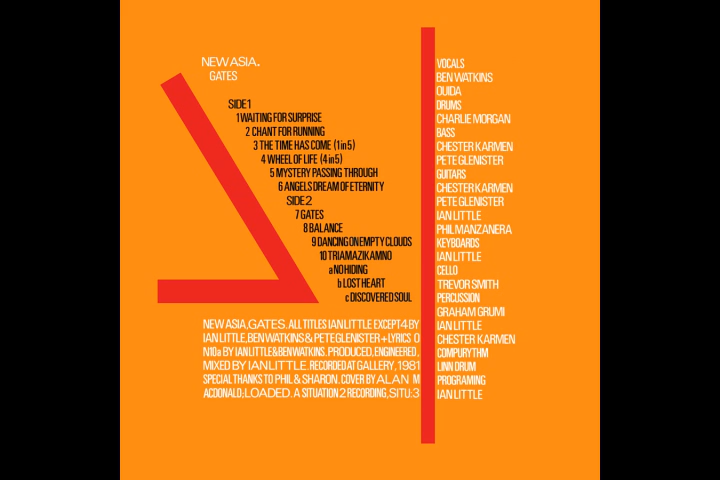 NEW ASIA.
GATES
SIDE 1
1 WAITING FOR SURPRISE
2 CHANT FOR RUNNING
3 THE TIME HAS COME (1 in 5)
4 WHEEL OF LIFE (4 in 5)
5 MYSTERY PASSING THROUGH
6 ANGELS DREAM OF ETERNITY
SIDE 2
7 GATES
8 BALANCE
9 DANCING ON EMPTY CLOUDS
10 TRIAMAZIKAMNO
a NO HIDING
b LOST HEART
c DISCOVERED SOUL
NEW ASIA, GATES. ALL TITLES IAN LITTLE EXCEPT 4 BY
IAN LITTLE, BEN WATKINS & PETE GLENISTER + LYRICS O
N 10a BY IAN LITTLE & BEN WATKINS. PRODUCED, ENGINEERED,
MIXED BY IAN LITTLE. RECORDED AT GALLERY, 1981
SPECIAL THANKS TO PHIL & SHARON. COVER BY ALAN M
ACDONALD; LOADED. A SITUATION 2 RECORDING, SITU: 3
VOCALS
BEN WATKINS
OUIDA
DRUMS
CHARLIE MORGAN
BASS
CHESTER KARMEN
PETE GLENISTER
GUITARS
CHESTER KARMEN
PETE GLENISTER
IAN LITTLE
PHIL MANZANERA
KEYBOARDS
IAN LITTLE
CELLO
TREVOR SMITH
PERCUSSION
GRAHAM GRUMI
IAN LITTLE
CHESTER KARMEN
COMPURYTHM
LINN DRUM
PROGRAMING
IAN LITTLE